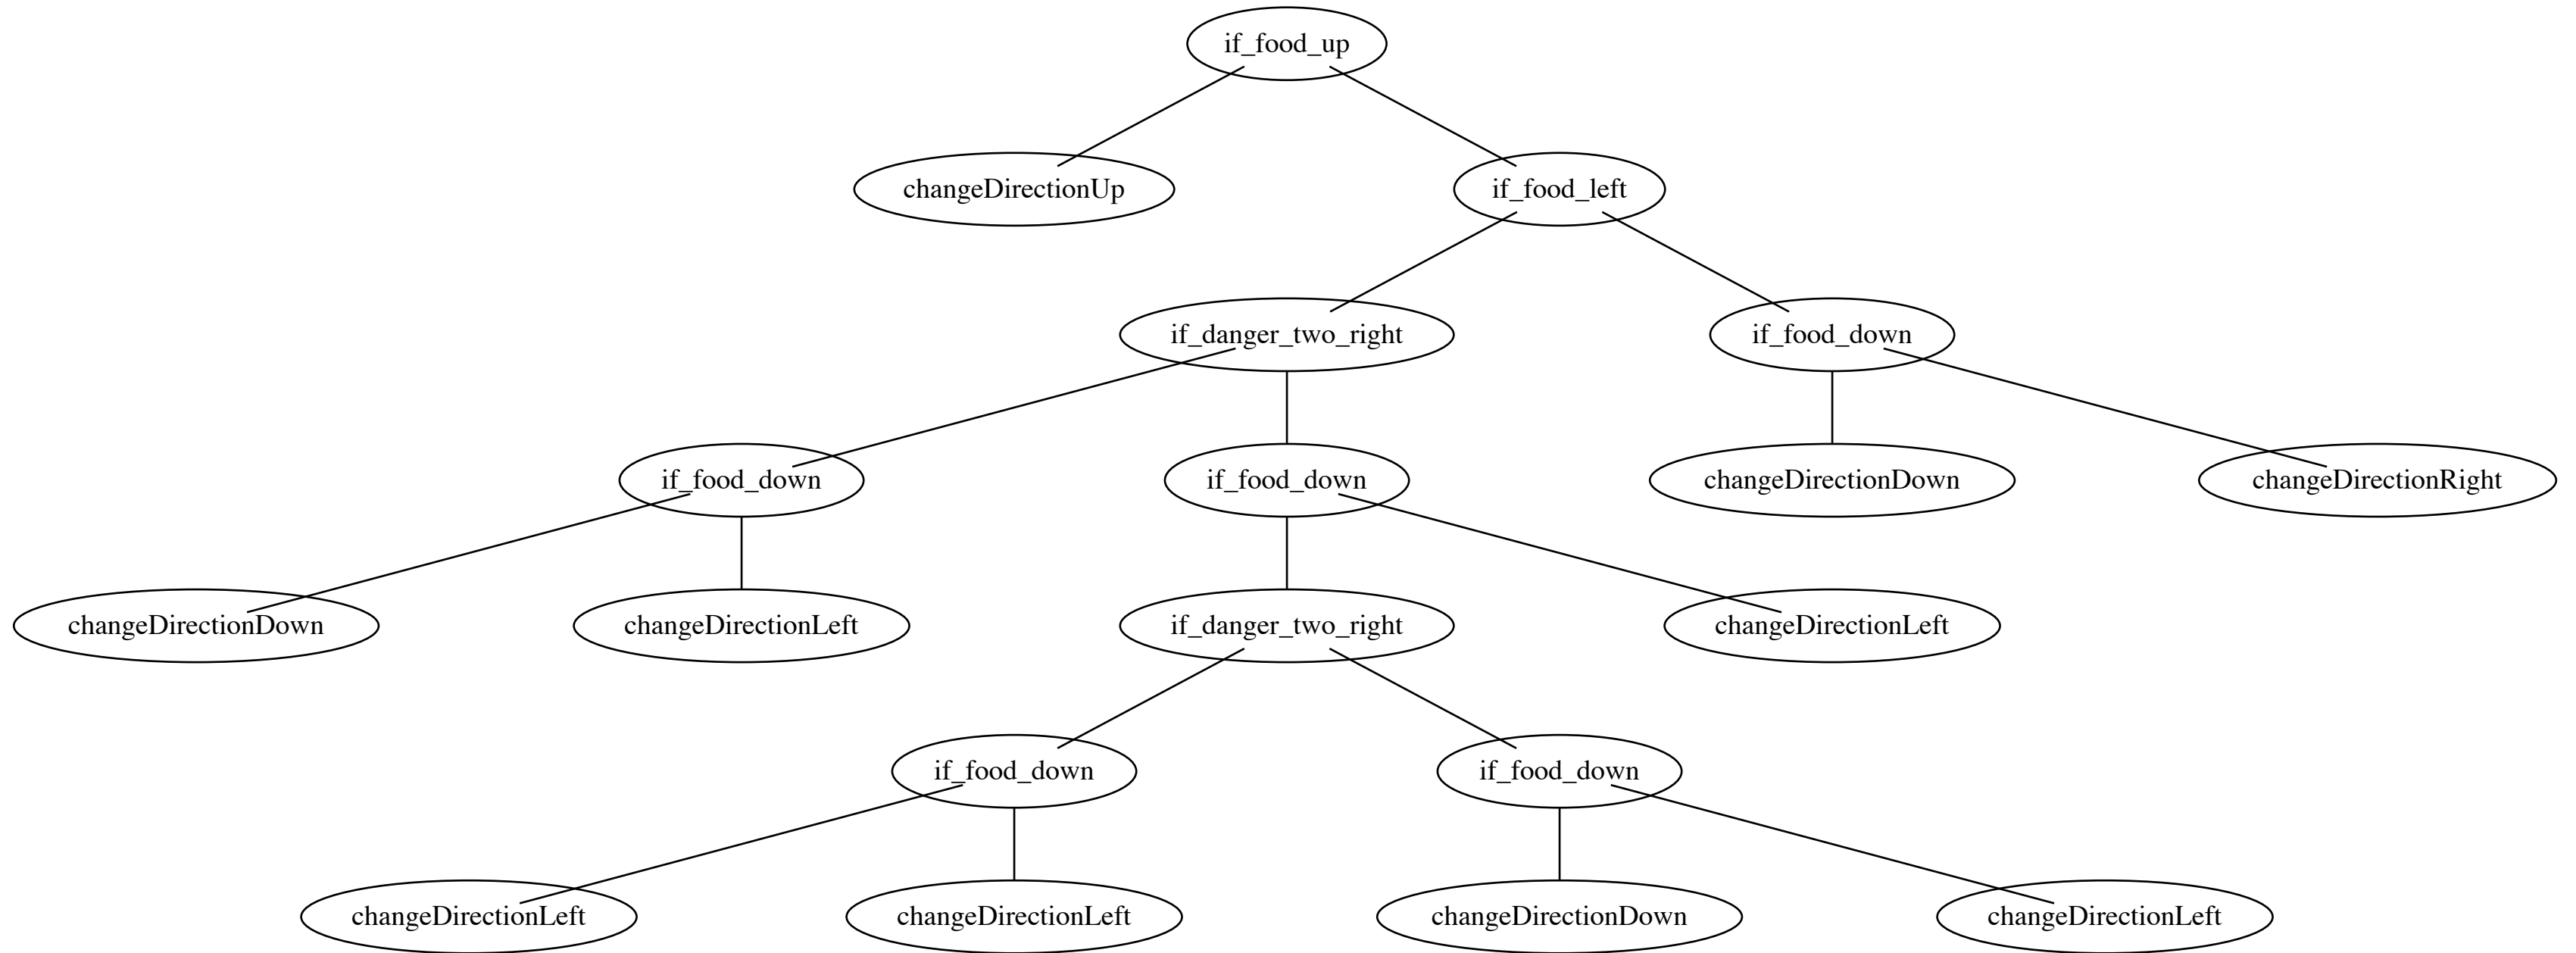 if_food_up
changeDirectionUp
if_food_left
if_danger_two_right
if_food_down
if_food_down
if_food_down
changeDirectionDown
changeDirectionRight
changeDirectionDown
changeDirectionLeft
if_danger_two_right
changeDirectionLeft
if_food_down
if_food_down
changeDirectionLeft
changeDirectionLeft
changeDirectionDown
changeDirectionLeft